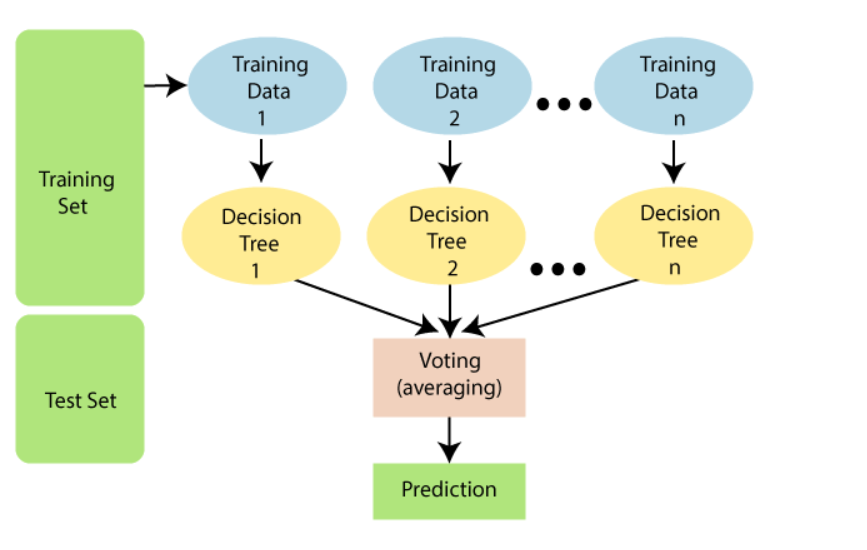 Training
Set
Test Set
Training
Data
1
Training
Data
2
Training
Data
n
Decision
Tree
1
Decision
Tree
2
Decision
Tree
n
Voting
(averaging)
Prediction